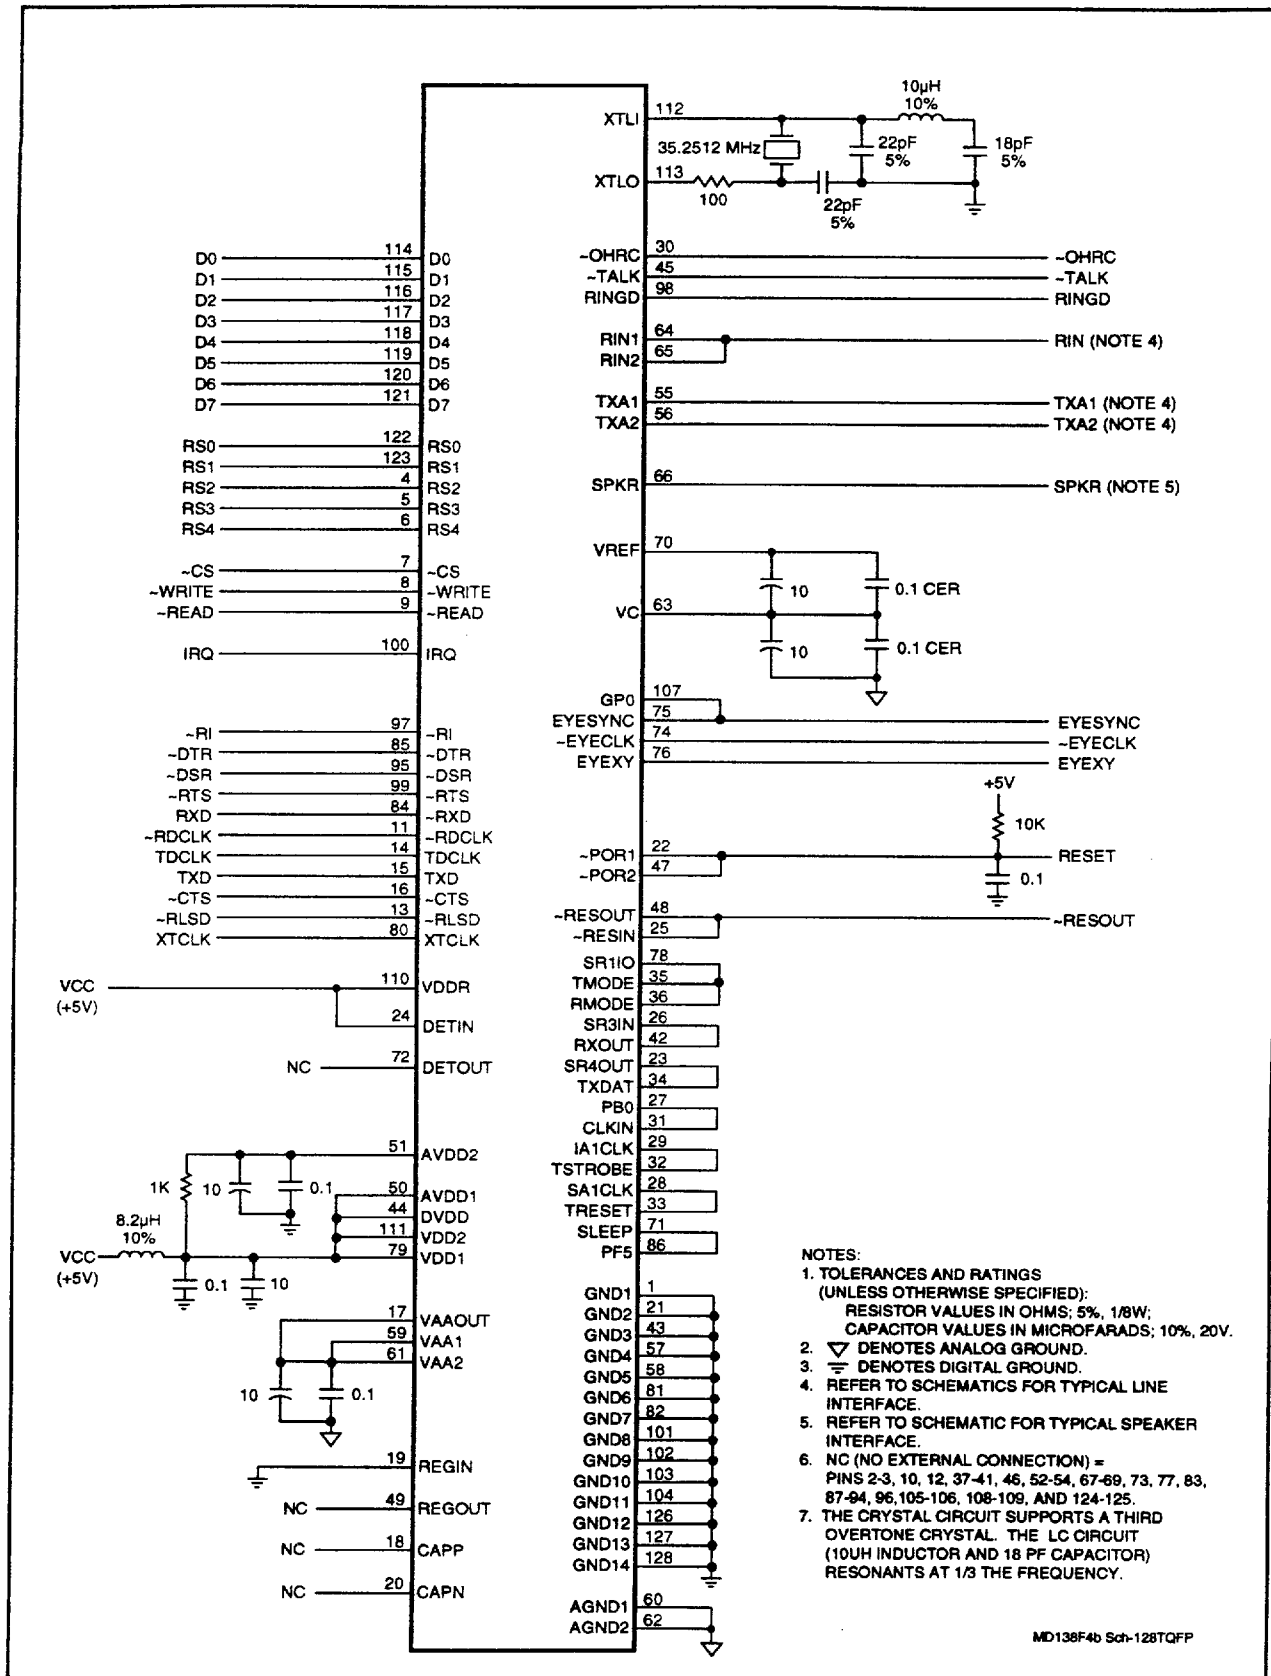 10µH
10%
XTLI 112
35.2512 MHz
22pF
5%
18pF
5%
XTLO 113
100
22pF
5%
D0 114 D0
D1 115 D1
D2 116 D2
D3 117 D3
D4 118 D4
D5 119 D5
D6 120 D6
D7 121 D7
RS0 122 RS0
RS1 123 RS1
RS2 4 RS2
RS3 5 RS3
RS4 6 RS4
~CS 7 ~CS
~WRITE 8 ~WRITE
~READ 9 ~READ
IRQ 100 IRQ
~RI 97 ~RI
~DTR 85 ~DTR
~DSR 95 ~DSR
~RTS 99 ~RTS
RXD 84 ~RXD
~RDCLK 11 ~RDCLK
TDCLK 14 TDCLK
TXD 15 TXD
~CTS 16 ~CTS
~RLSD 13 ~RLSD
XTCLK 80 XTCLK
VCC
(+5V)
110 VDDR
24 DETIN
NC 72 DETOUT
51 AVDD2
1K
10
0.1
50 AVDD1
44 DVDD
111 VDD2
79 VDD1
8.2µH
10%
VCC
(+5V)
0.1
10
17 VAAOUT
59 VAA1
61 VAA2
10
0.1
19 REGIN
NC 49 REGOUT
NC 18 CAPP
NC 20 CAPN
~OHRC 30 ~OHRC
~TALK 45 ~TALK
RINGD 98 RINGD
RIN1 64 RIN (NOTE 4)
RIN2 65
TXA1 55 TXA1 (NOTE 4)
TXA2 56 TXA2 (NOTE 4)
SPKR 66 SPKR (NOTE 5)
VREF 70
10
0.1 CER
VC 63
10
0.1 CER
GP0 107
EYESYNC 75 EYESYNC
~EYECLK 74 ~EYECLK
EYEXY 76 EYEXY
+5V
10K
~POR1 22 RESET
~POR2 47
0.1
~RESOUT 48 ~RESOUT
~RESIN 25
SR1IO 78
TMODE 35
RMODE 36
SR3IN 26
RXOUT 42
SR4OUT 23
TXDAT 34
PB0 27
CLKIN 31
IA1CLK 29
TSTROBE 32
SA1CLK 28
TRESET 33
SLEEP 71
PF5 86
GND1 1
GND2 21
GND3 43
GND4 57
GND5 58
GND6 81
GND7 82
GND8 101
GND9 102
GND10 103
GND11 104
GND12 126
GND13 127
GND14 128
AGND1 60
AGND2 62
NOTES:
1. TOLERANCES AND RATINGS
(UNLESS OTHERWISE SPECIFIED):
RESISTOR VALUES IN OHMS; 5%, 1/8W;
CAPACITOR VALUES IN MICROFARADS; 10%, 20V.
2. DENOTES ANALOG GROUND.
3. DENOTES DIGITAL GROUND.
4. REFER TO SCHEMATICS FOR TYPICAL LINE
INTERFACE.
5. REFER TO SCHEMATIC FOR TYPICAL SPEAKER
INTERFACE.
6. NC (NO EXTERNAL CONNECTION) =
PINS 2-3, 10, 12, 37-41, 46, 52-54, 67-69, 73, 77, 83,
87-94, 96,105-106, 108-109, AND 124-125.
7. THE CRYSTAL CIRCUIT SUPPORTS A THIRD
OVERTONE CRYSTAL. THE LC CIRCUIT
(10UH INDUCTOR AND 18 PF CAPACITOR)
RESONANTS AT 1/3 THE FREQUENCY.
MD138F4b Sch-128TQFP